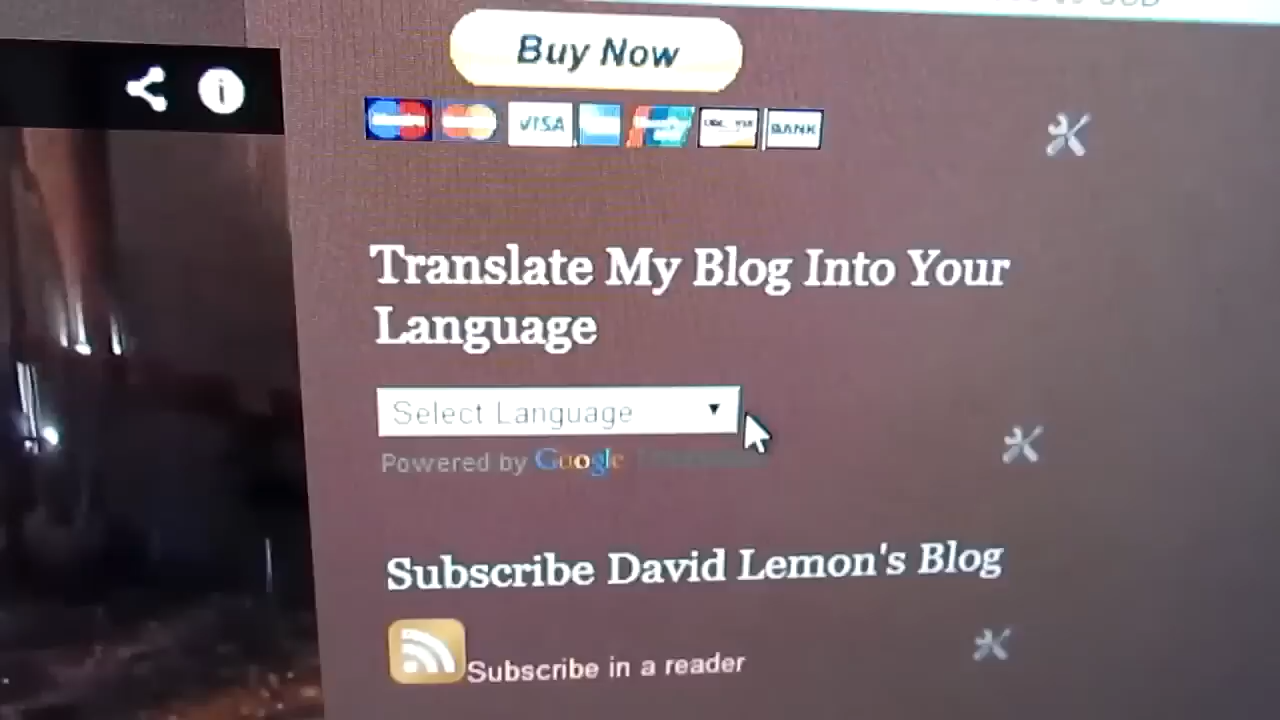 Buy Now
VISA
BANK
Translate My Blog Into Your
Language
Select Language
Powered by Google
Subscribe David Lemon's Blog
Subscribe in a reader